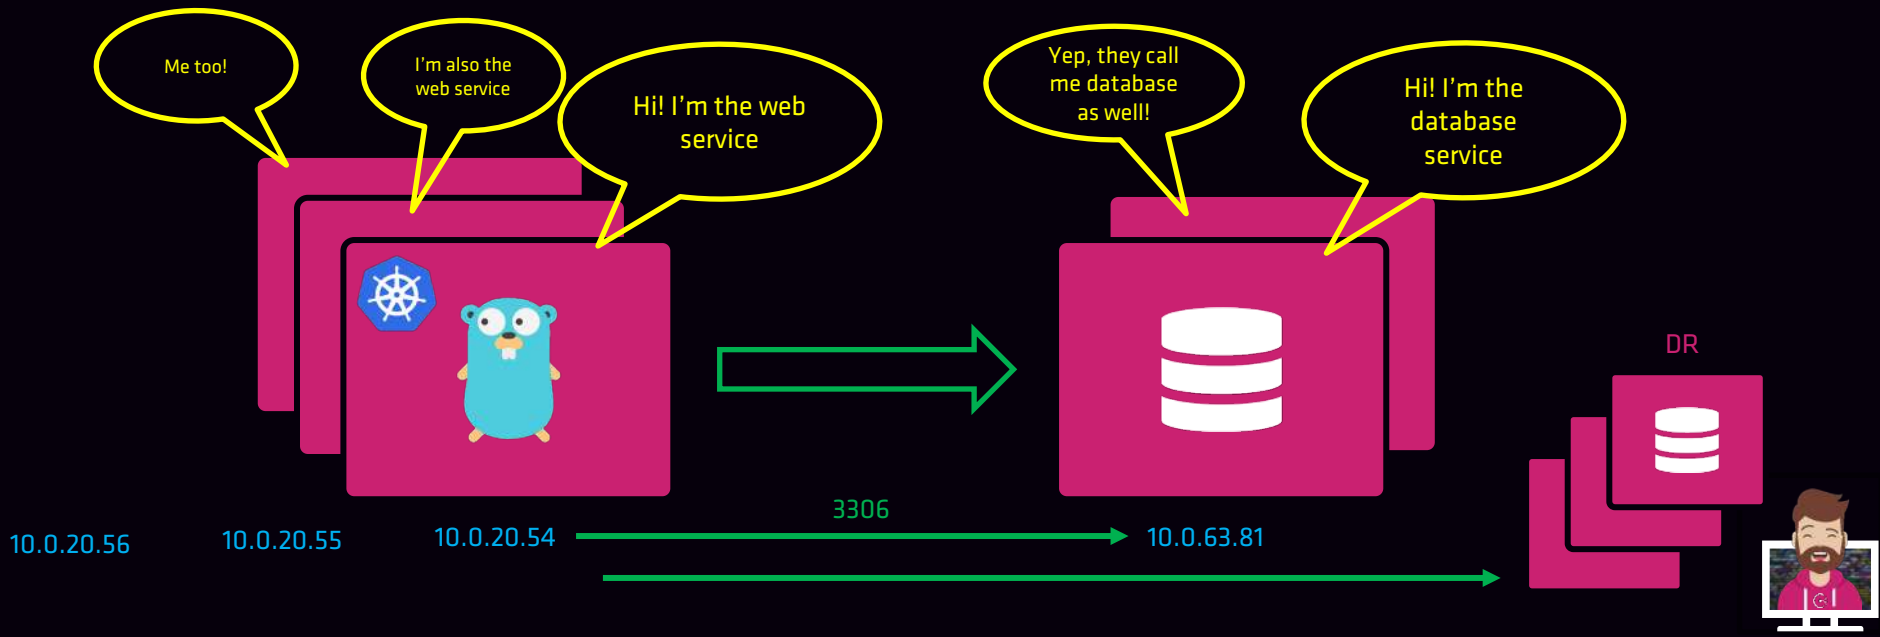 Me too!
I'm also the
web service
Hi! I'm the web
service
Yep, they call
me database
as well!
Hi! I'm the
database
service
DR
3306
10.0.20.56
10.0.20.55
10.0.20.54
10.0.63.81